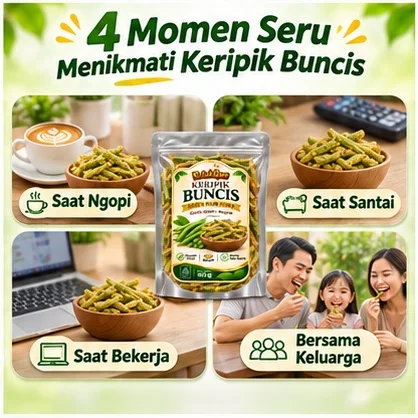 4 Momen Seru
Menikmati Keripik Buncis
KERIPIK
BUNCIS
Saat Ngopi
Saat Santai
Saat Bekerja
Bersama
Keluarga